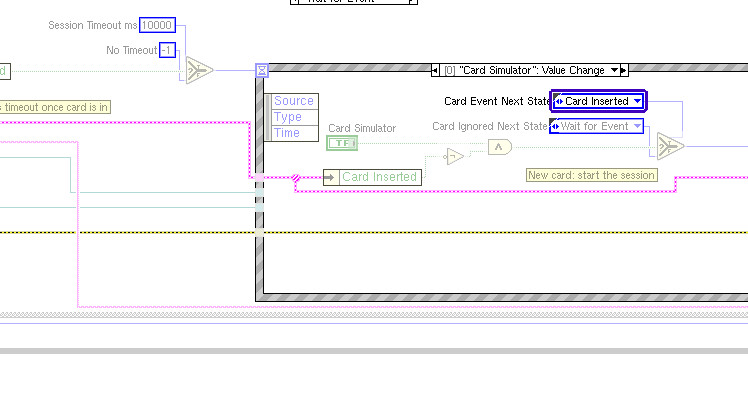 Wait for Event
Session Timeout ms 10000
No Timeout -1
d
[0] "Card Simulator": Value Change
s timeout once card is in
Source
Type
Time
Card Event Next State Card Inserted
Card Simulator
TF
Card Ignored Next State Wait for Event
Card Inserted
New card: start the session